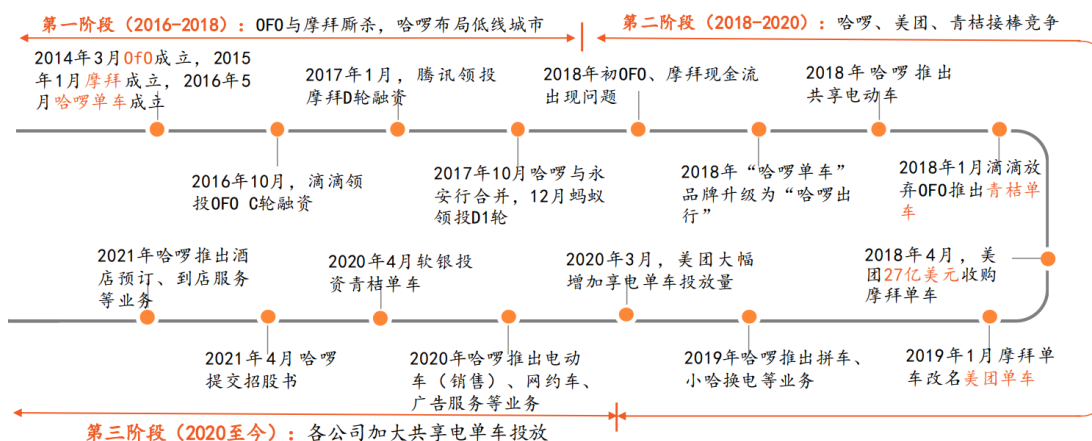 第一阶段（2016-2018）：OFO与摩拜厮杀，哈啰布局低线城市
第二阶段（2018-2020）：哈啰、美团、青桔接棒竞争
2014年3月OfO成立，2015
年1月摩拜成立，2016年5
月哈啰单车成立
2017年1月，腾讯领投
摩拜D轮融资
2018年初OFO、摩拜现金流
出现问题
2018年哈啰推出
共享电动车
2016年10月，滴滴领
投OFO C轮融资
2017年10月哈啰与永
安行合并，12月蚂蚁
领投D1轮
2018年“哈啰单车”
品牌升级为“哈啰出
行”
2018年1月滴滴放
弃OFO推出青桔单
车
2018年4月，美
团27亿美元收购
摩拜单车
2021年哈啰推出酒
店预订、到店服务
等业务
2020年4月软银投
资青桔单车
2020年3月，美团大幅
增加享电单车投放量
2021年4月哈啰
提交招股书
2020年哈啰推出电动
车（销售）、网约车、
广告服务等业务
2019年哈啰推出拼车、
小哈换电等业务
2019年1月摩拜单
车改名美团单车
第三阶段（2020至今）：各公司加大共享电单车投放